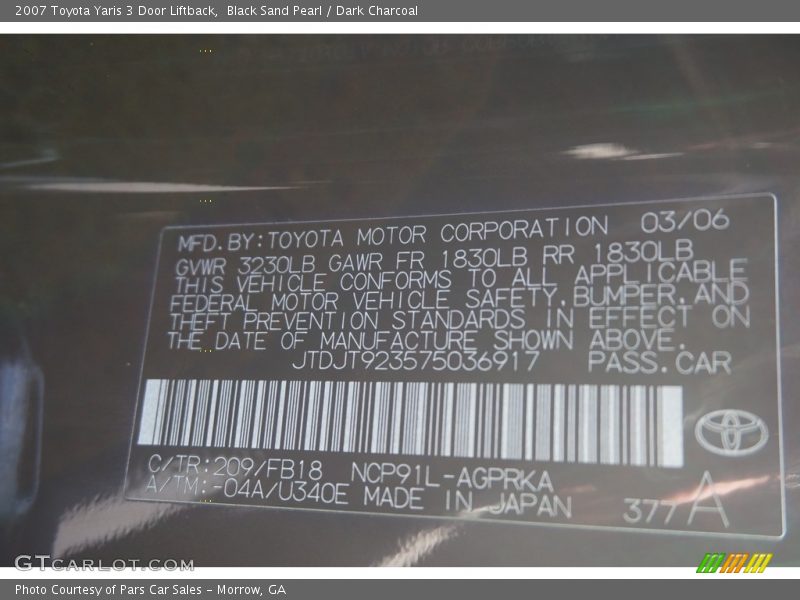 2007 Toyota Yaris 3 Door Liftback,  Black Sand Pearl / Dark Charcoal
MFD. BY: TOYOTA MOTOR CORPORATION 03/06
GVWR 3230LB GAWR FR 1830LB RR 1830LB
THIS VEHICLE CONFORMS TO ALL APPLICABLE
FEDERAL MOTOR VEHICLE SAFETY, BUMPER, AND
THEFT PREVENTION STANDARDS IN EFFECT ON
THE DATE OF MANUFACTURE SHOWN ABOVE.
JTDJT923575036917 PASS. CAR
C/TR: 209/FB18 NCP91L-AGPRKA
A/TM: -04A/U340E MADE IN JAPAN 377A
GTCARLOT.COM
Photo Courtesy of Pars Car Sales - Morrow, GA